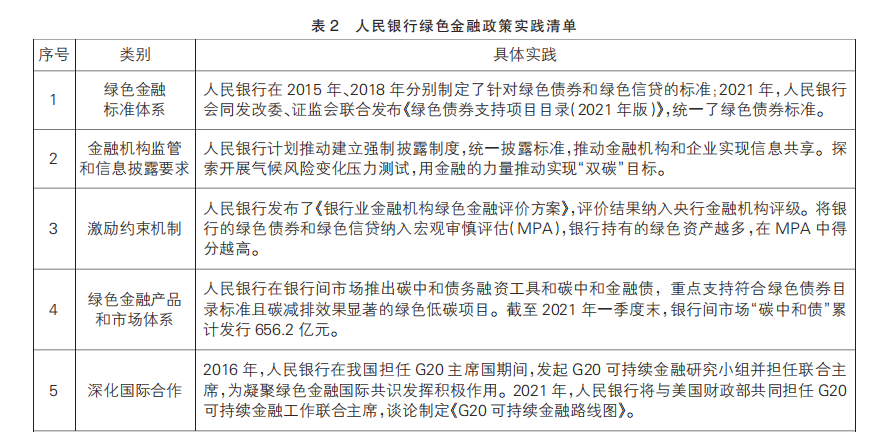 表 2 人民银行绿色金融政策实践清单
序号 类别 具体实践
1 绿色金融标准体系 人民银行在 2015 年、2018 年分别制定了针对绿色债券和绿色信贷的标准；2021 年，人民银行
会同发改委、证监会联合发布《绿色债券支持项目目录(2021 年版)》，统一了绿色债券标准。
2 金融机构监管和信息披露要求 人民银行计划推动建立强制披露制度，统一披露标准，推动金融机构和企业实现信息共享。探
索开展气候风险变化压力测试，用金融的力量推动实现“双碳”目标。
3 激励约束机制 人民银行发布了《银行业金融机构绿色金融评价方案》，评价结果纳入央行金融机构评级。将银
行的绿色债券和绿色信贷纳入宏观审慎评估(MPA)，银行持有的绿色资产越多，在 MPA 中得
分越高。
4 绿色金融产品和市场体系 人民银行在银行间市场推出碳中和债务融资工具和碳中和金融债，重点支持符合绿色债券目
录标准且碳减排效果显著的绿色低碳项目。截至 2021 年一季度末，银行间市场“碳中和债”累
计发行 656.2 亿元。
5 深化国际合作 2016 年，人民银行在我国担任 G20 主席国期间，发起 G20 可持续金融研究小组并担任联合主
席，为凝聚绿色金融国际共识发挥积极作用。2021 年，人民银行将与美国财政部共同担任 G20
可持续金融工作联合主席，谈论制定《G20 可持续金融路线图》。